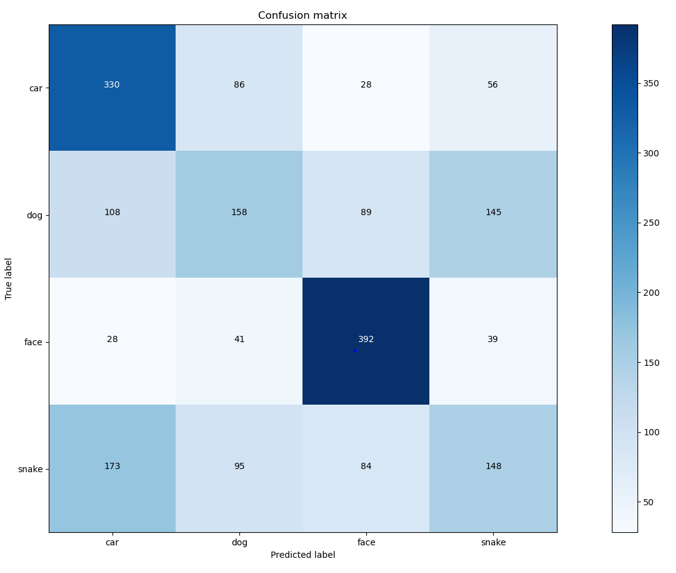 Confusion matrix
car 330 86 28 56
dog 108 158 89 145
face 28 41 392 39
snake 173 95 84 148
car dog face snake
Predicted label
True label
350
300
250
200
150
100
50